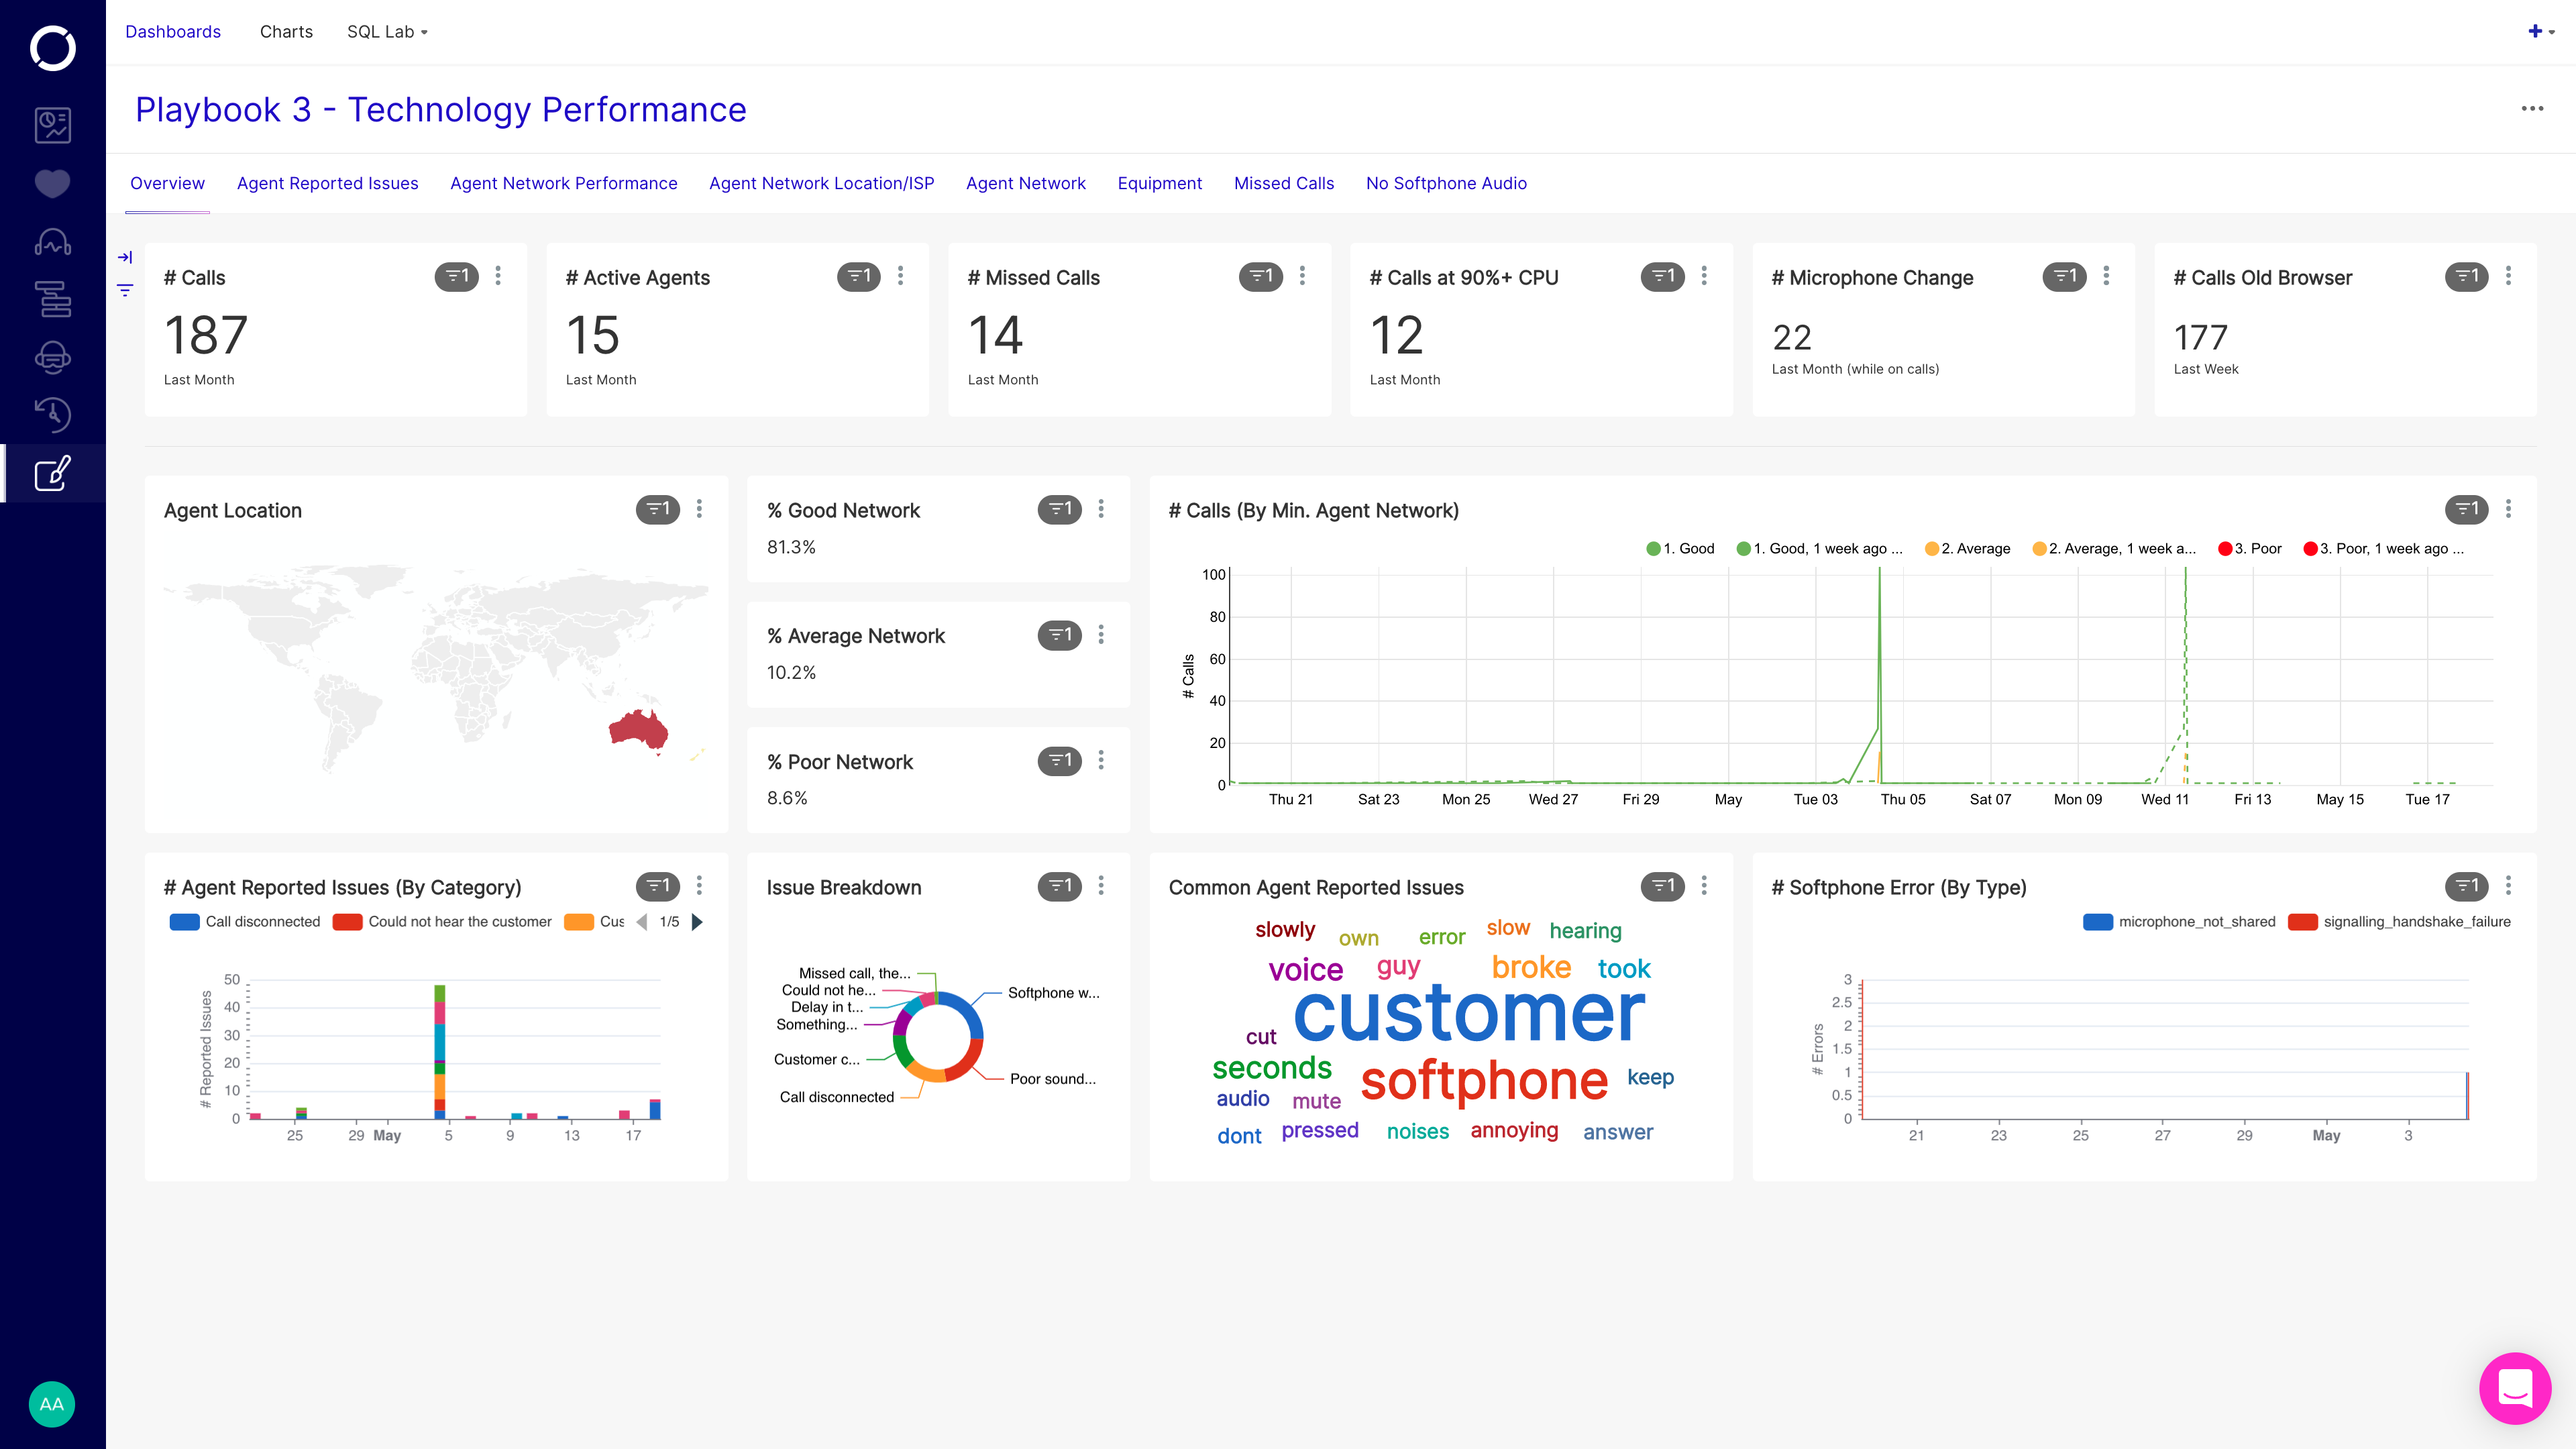 Dashboards Charts SQL Lab
Playbook 3 - Technology Performance
Overview Agent Reported Issues Agent Network Performance Agent Network Location/ISP Agent Network Equipment Missed Calls No Softphone Audio
# Calls 1
187
Last Month
# Active Agents 1
15
Last Month
# Missed Calls 1
14
Last Month
# Calls at 90%+ CPU 1
12
Last Month
# Microphone Change 1
22
Last Month (while on calls)
# Calls Old Browser 1
177
Last Week
Agent Location 1
% Good Network 1
81.3%
% Average Network 1
10.2%
% Poor Network 1
8.6%
# Calls (By Min. Agent Network) 1
1. Good 1. Good, 1 week ago ... 2. Average 2. Average, 1 week a... 3. Poor 3. Poor, 1 week ago ...
# Calls
100
80
60
40
20
0
Thu 21 Sat 23 Mon 25 Wed 27 Fri 29 May Tue 03 Thu 05 Sat 07 Mon 09 Wed 11 Fri 13 May 15 Tue 17
# Agent Reported Issues (By Category) 1
Call disconnected Could not hear the customer Cus 1/5
# Reported Issues
50
40
30
20
10
0
25 29 May 5 9 13 17
Issue Breakdown 1
Missed call, the...
Could not he...
Delay in t...
Something...
Customer c...
Call disconnected
Softphone w...
Poor sound...
Common Agent Reported Issues 1
slowly own error slow hearing
voice guy broke took
customer
cut
seconds softphone keep
audio mute
dont pressed noises annoying answer
# Softphone Error (By Type) 1
microphone_not_shared signalling_handshake_failure
# Errors
3
2.5
2
1.5
1
0.5
0
21 23 25 27 29 May 3
AA